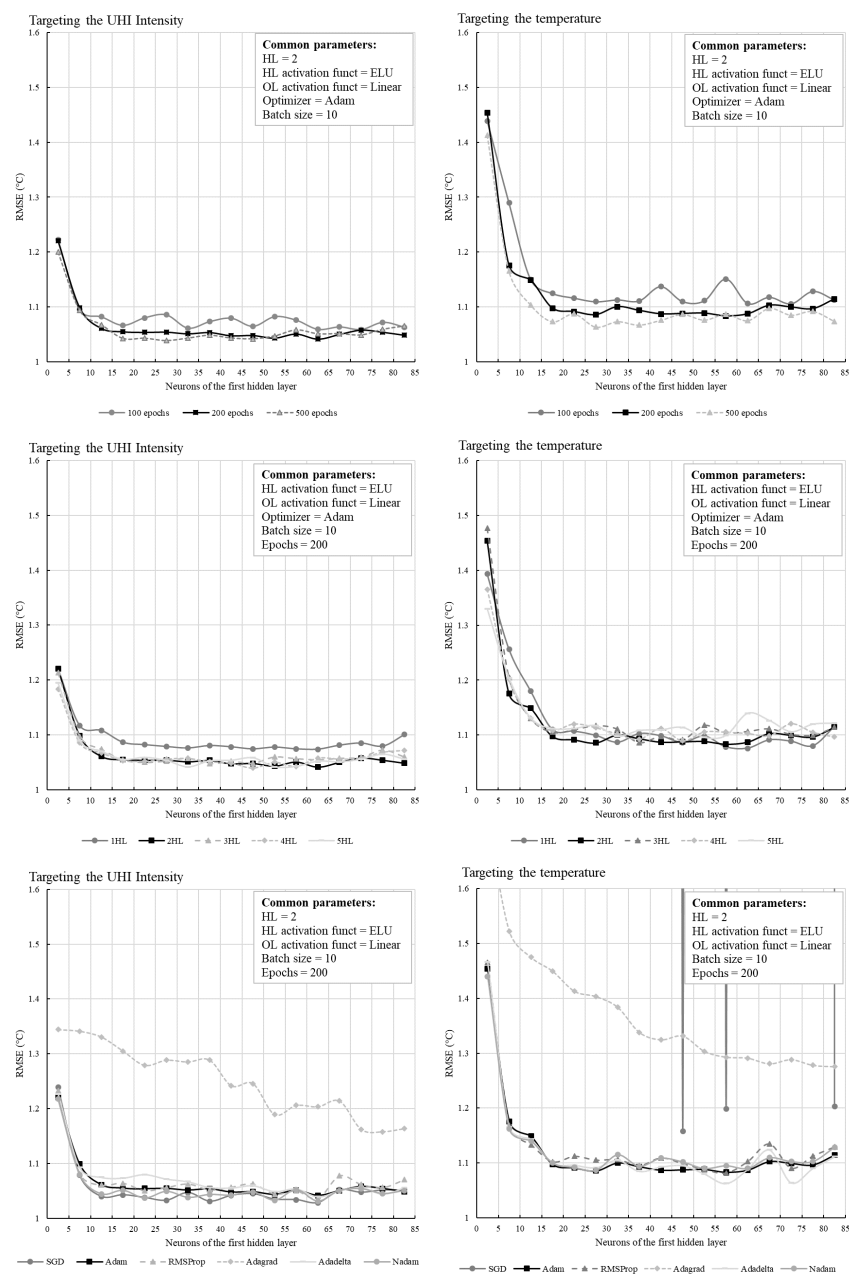 Targeting the UHI Intensity
Common parameters:
HL = 2
HL activation funct = ELU
OL activation funct = Linear
Optimizer = Adam
Batch size = 10
RMSE (°C)
1.6
1.5
1.4
1.3
1.2
1.1
1
0 5 10 15 20 25 30 35 40 45 50 55 60 65 70 75 80 85
Neurons of the first hidden layer
100 epochs 200 epochs 500 epochs
Targeting the temperature
Common parameters:
HL = 2
HL activation funct = ELU
OL activation funct = Linear
Optimizer = Adam
Batch size = 10
RMSE (°C)
1.6
1.5
1.4
1.3
1.2
1.1
1
0 5 10 15 20 25 30 35 40 45 50 55 60 65 70 75 80 85
Neurons of the first hidden layer
100 epochs 200 epochs 500 epochs
Targeting the UHI Intensity
Common parameters:
HL activation funct = ELU
OL activation funct = Linear
Optimizer = Adam
Batch size = 10
Epochs = 200
RMSE (°C)
1.6
1.5
1.4
1.3
1.2
1.1
1
0 5 10 15 20 25 30 35 40 45 50 55 60 65 70 75 80 85
Neurons of the first hidden layer
1HL 2HL 3HL 4HL 5HL
Targeting the temperature
Common parameters:
HL activation funct = ELU
OL activation funct = Linear
Optimizer = Adam
Batch size = 10
Epochs = 200
RMSE (°C)
1.6
1.5
1.4
1.3
1.2
1.1
1
0 5 10 15 20 25 30 35 40 45 50 55 60 65 70 75 80 85
Neurons of the first hidden layer
1HL 2HL 3HL 4HL 5HL
Targeting the UHI Intensity
Common parameters:
HL = 2
HL activation funct = ELU
OL activation funct = Linear
Batch size = 10
Epochs = 200
RMSE (°C)
1.6
1.5
1.4
1.3
1.2
1.1
1
0 5 10 15 20 25 30 35 40 45 50 55 60 65 70 75 80 85
Neurons of the first hidden layer
SGD Adam RMSProp Adagrad Adadelta Nadam
Targeting the temperature
Common parameters:
HL = 2
HL activation funct = ELU
OL activation funct = Linear
Batch size = 10
Epochs = 200
RMSE (°C)
1.6
1.5
1.4
1.3
1.2
1.1
1
0 5 10 15 20 25 30 35 40 45 50 55 60 65 70 75 80 85
Neurons of the first hidden layer
SGD Adam RMSProp Adagrad Adadelta Nadam